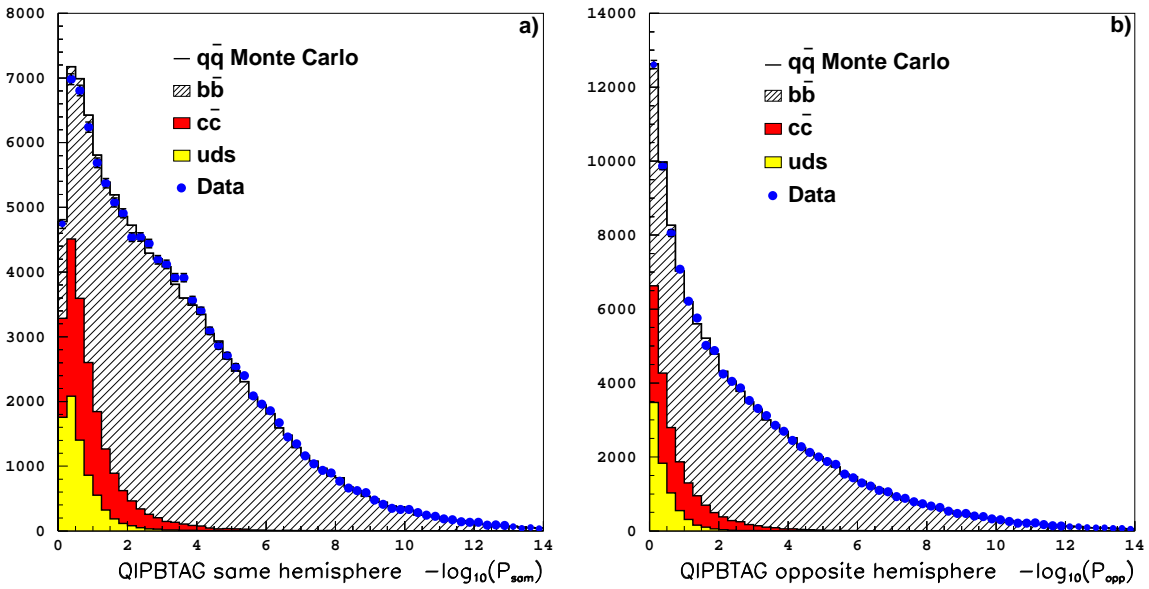 a)
8000
7000
6000
5000
4000
3000
2000
1000
0
qq̄ Monte Carlo
bb̄
cc̄
uds
Data
0 2 4 6 8 10 12 14
QIPBTAG same hemisphere −log₁₀(Pₛₐₘ)
b)
14000
12000
10000
8000
6000
4000
2000
0
qq̄ Monte Carlo
bb̄
cc̄
uds
Data
0 2 4 6 8 10 12 14
QIPBTAG opposite hemisphere −log₁₀(Pₒₚₚ)